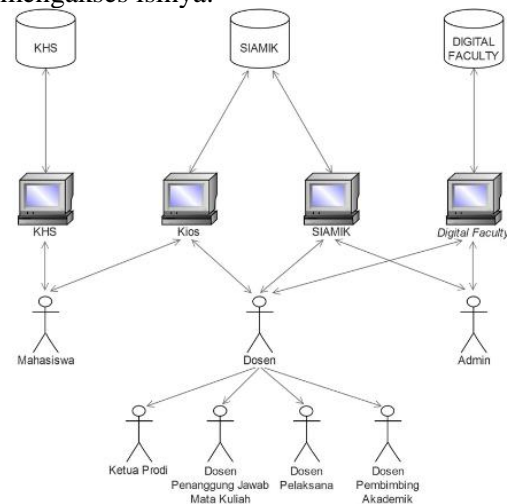 mengakses isinya.
KHS
SIAMIK
DIGITAL
FACULTY
KHS
Kios
SIAMIK
Digital Faculty
Mahasiswa
Dosen
Admin
Ketua Prodi
Dosen
Penanggung Jawab
Mata Kuliah
Dosen
Pelaksana
Dosen
Pembimbing
Akademik